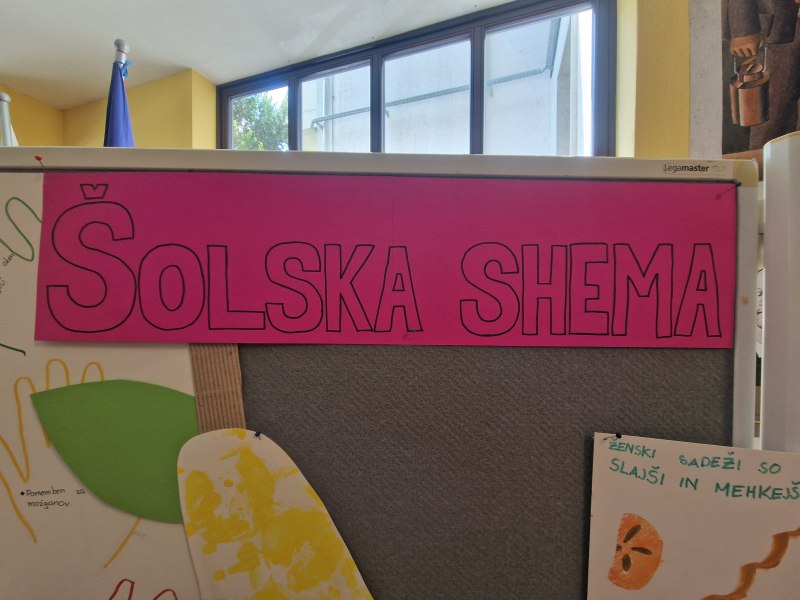 Legamaster
ŠOLSKA SHEMA
• Pomemben za
možganov.
ŽENSKI SADEŽI SO
SLAJŠI IN MEHKEJŠ